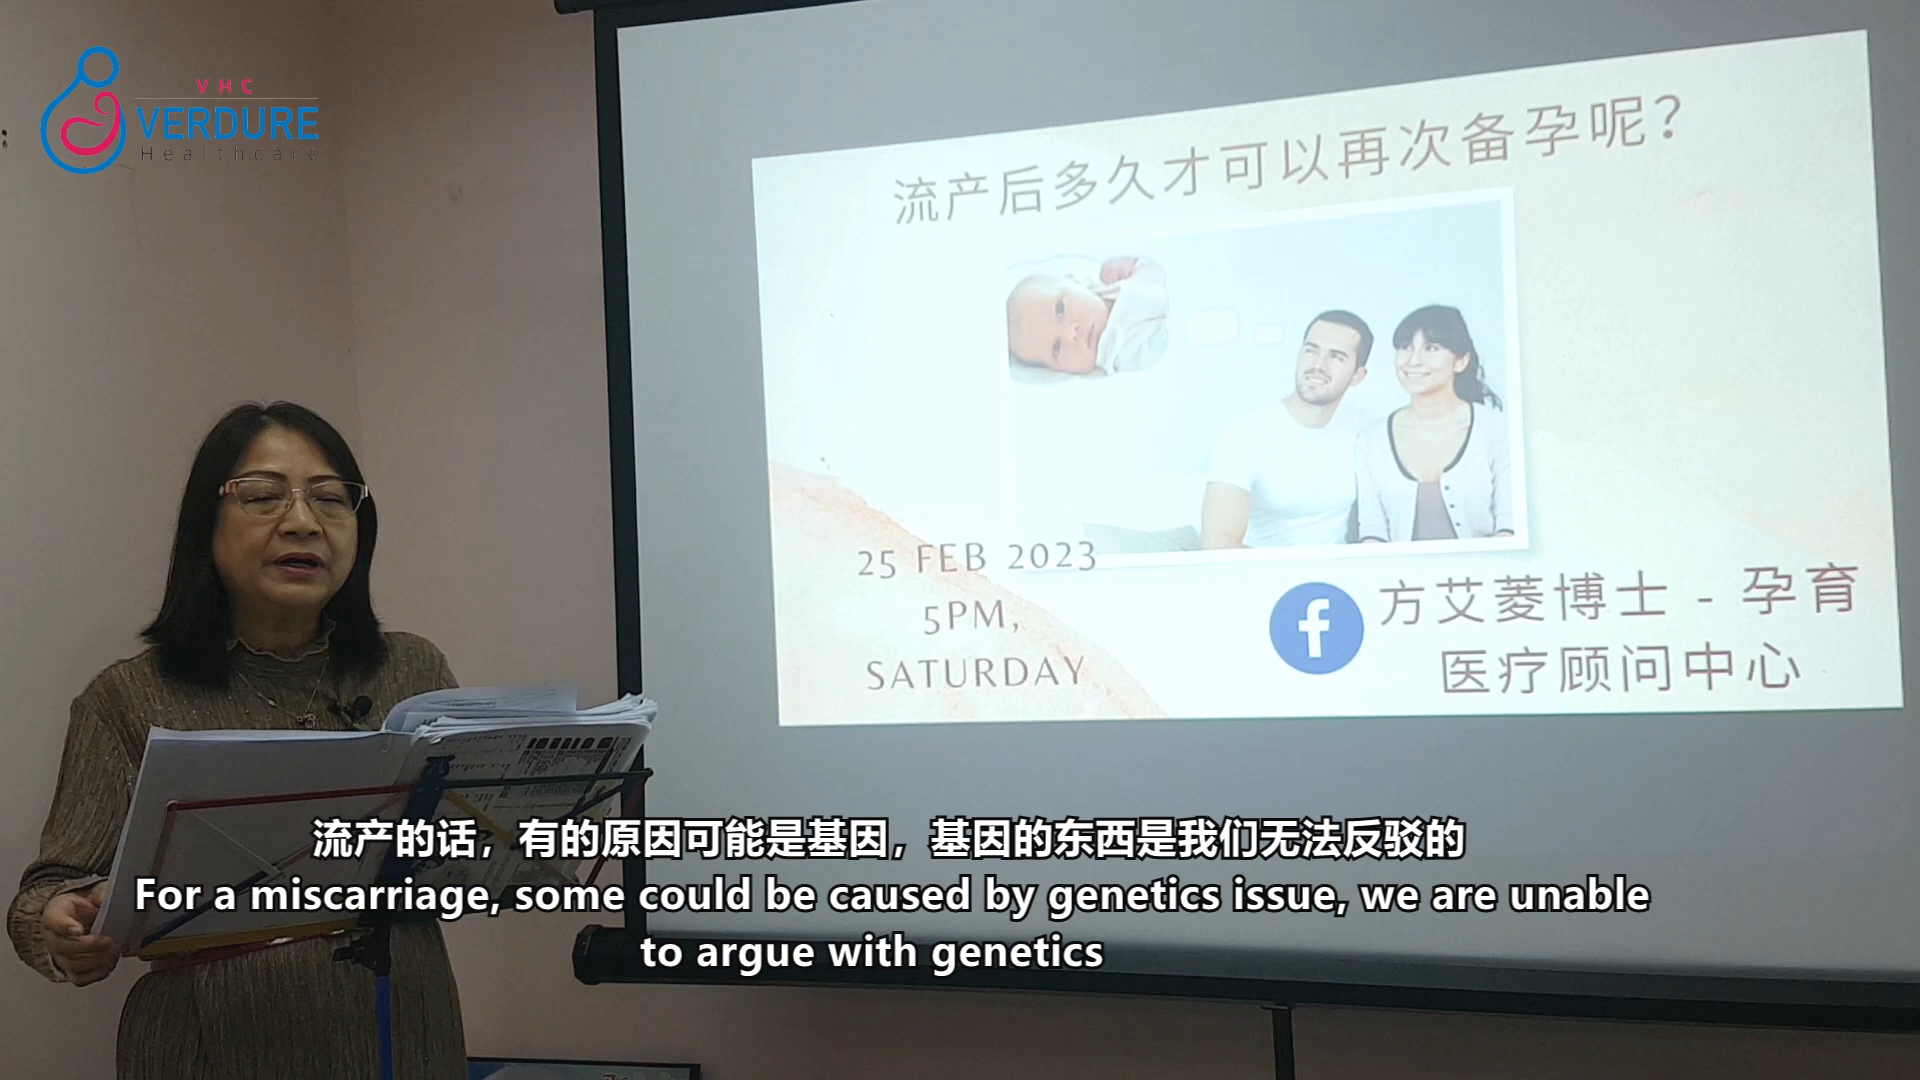 VHC
VERDURE
Healthcare
流产后多久才可以再次备孕呢?
25 FEB 2023
5PM,
SATURDAY
f
方艾菱博士 - 孕育
医疗顾问中心
流产的话，有的原因可能是基因，基因的东西是我们无法反驳的
For a miscarriage, some could be caused by genetics issue, we are unable
to argue with genetics